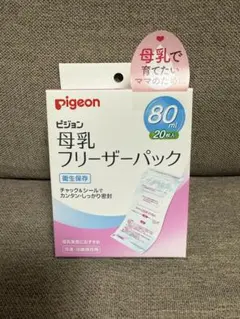 母乳で
育てたい
ママのために
pigeon
80ml
20枚入
ピジョン
母乳
フリーザーパック
衛生保存
チャック&シールで
カンタン・しっかり密封